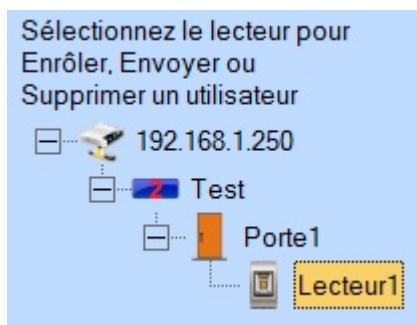 Sélectionnez le lecteur pour
Enrôler, Envoyer ou
Supprimer un utilisateur
192.168.1.250
Z Test
Porte1
Lecteur1